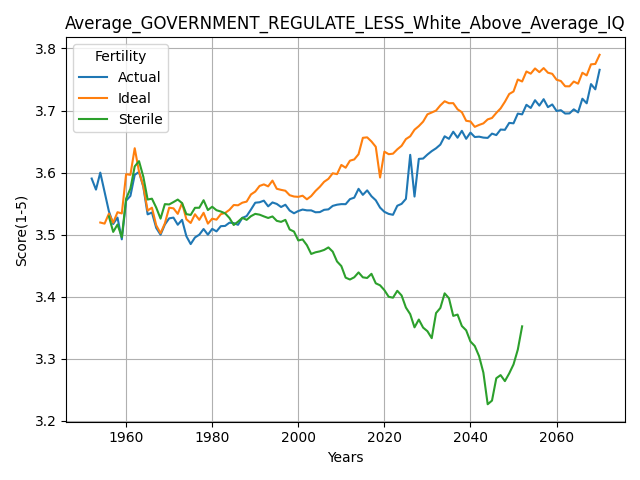 Average_GOVERNMENT_REGULATE_LESS_White_Above_Average_IQ
Score(1-5)
3.8
3.7
3.6
3.5
3.4
3.3
3.2
Fertility
Actual
Ideal
Sterile
1960 1980 2000 2020 2040 2060
Years